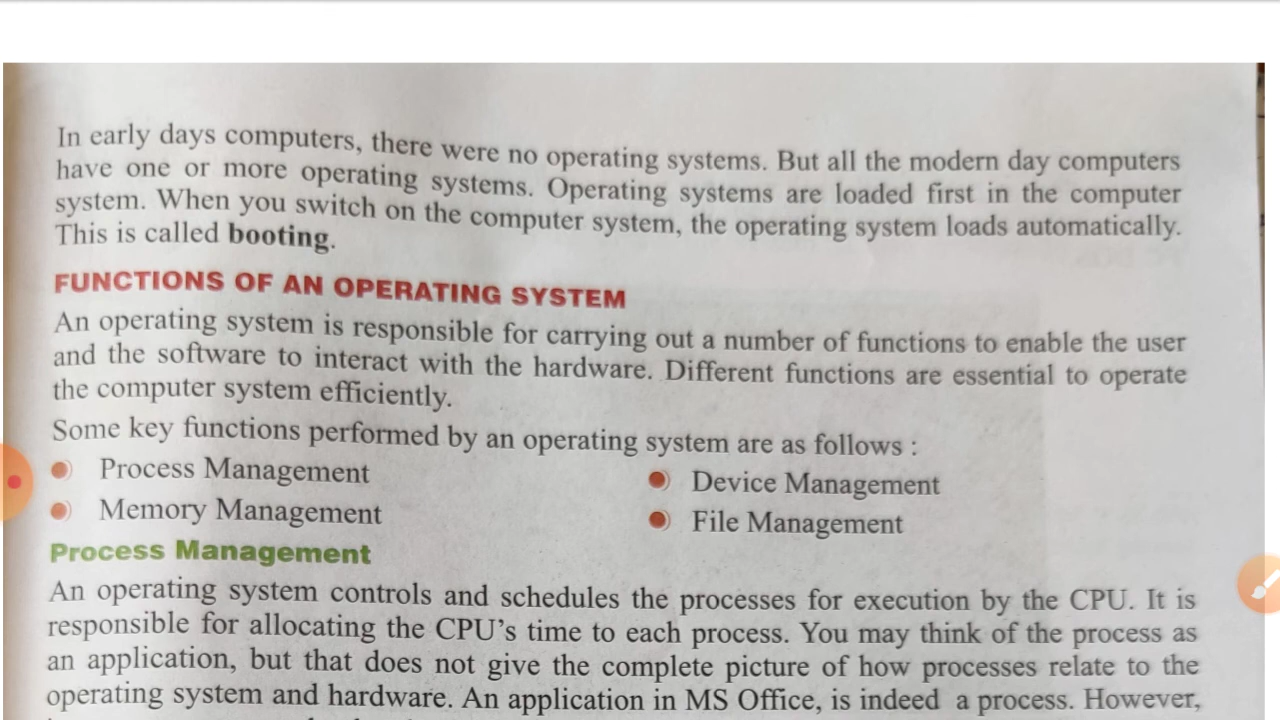 In early days computers, there were no operating systems. But all the modern day computers
have one or more operating systems. Operating systems are loaded first in the computer
system. When you switch on the computer system, the operating system loads automatically.
This is called booting.
FUNCTIONS OF AN OPERATING SYSTEM
An operating system is responsible for carrying out a number of functions to enable the user
and the software to interact with the hardware. Different functions are essential to operate
the computer system efficiently.
Some key functions performed by an operating system are as follows :
Process Management
Device Management
Memory Management
File Management
Process Management
An operating system controls and schedules the processes for execution by the CPU. It is
responsible for allocating the CPU's time to each process. You may think of the process as
an application, but that does not give the complete picture of how processes relate to the
operating system and hardware. An application in MS Office, is indeed a process. However,